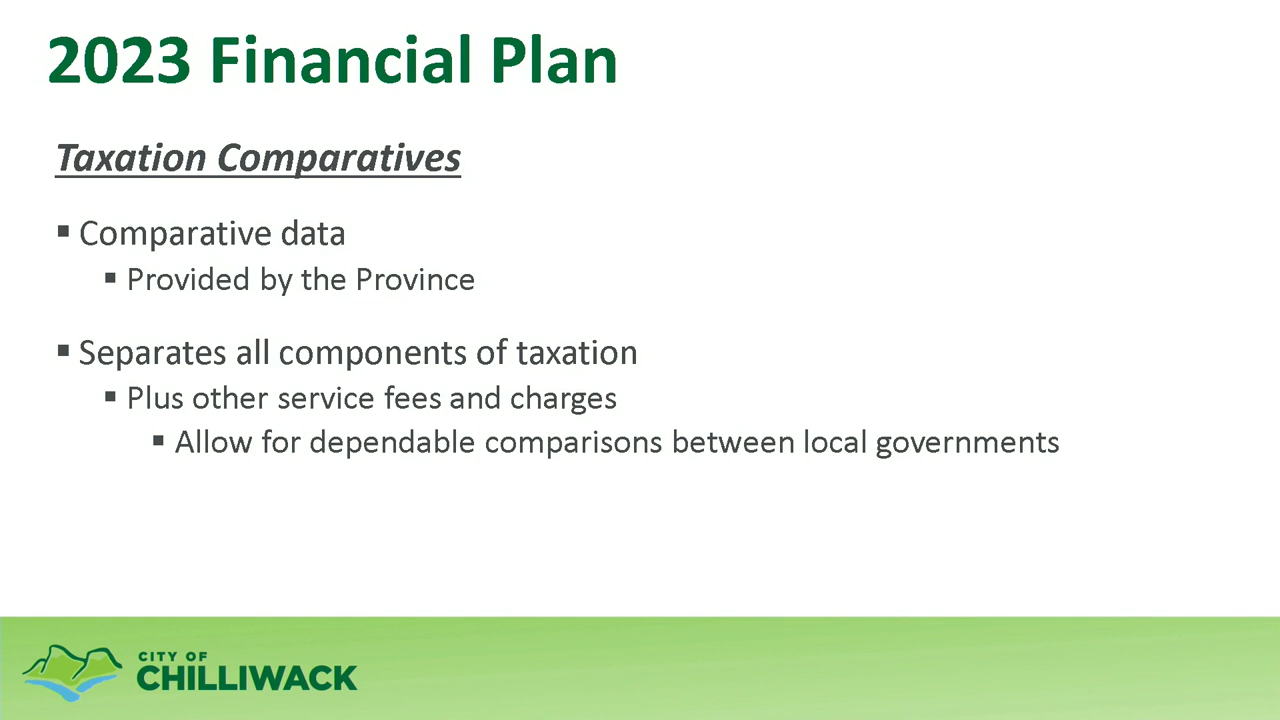 2023 Financial Plan
Taxation Comparatives
▪ Comparative data
▪ Provided by the Province
▪ Separates all components of taxation
▪ Plus other service fees and charges
▪ Allow for dependable comparisons between local governments
CITY OF
CHILLIWACK